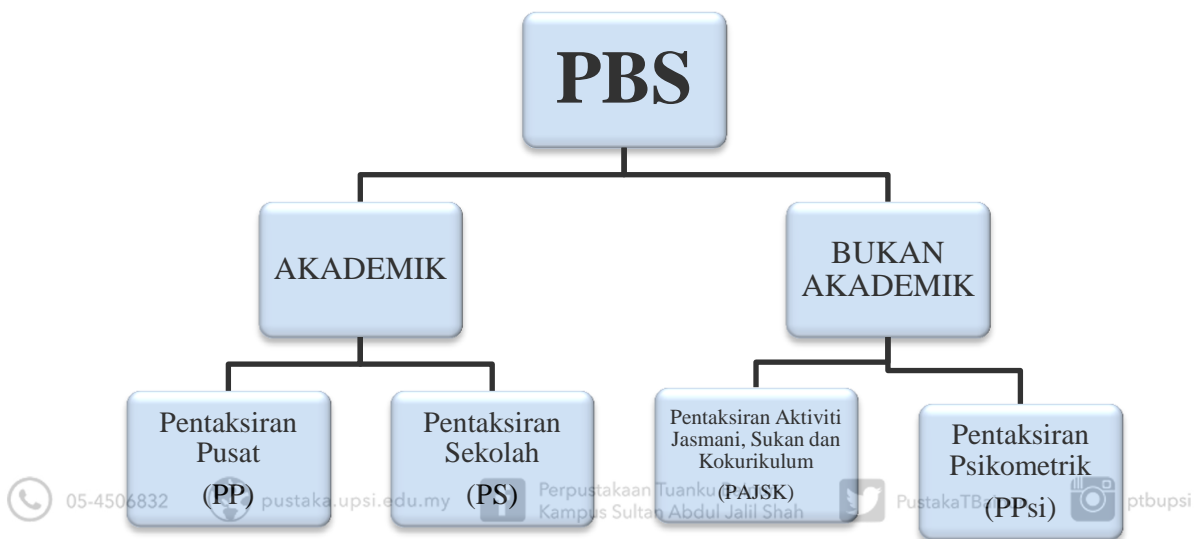 PBS
AKADEMIK
BUKAN
AKADEMIK
Pentaksiran
Pusat
(PP)
Pentaksiran
Sekolah
(PS)
Pentaksiran Aktiviti
Jasmani, Sukan dan
Kokurikulum
(PAJSK)
Pentaksiran
Psikometrik
(PPsi)
05-4506832
pustaka.upsi.edu.my
Perpustakaan Tuanku
Kampus Sultan Abdul Jalil Shah
ptbupsi